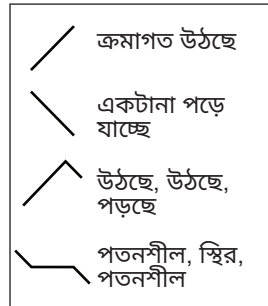 ক্রমাগত উঠছে
একটানা পড়ে
যাচ্ছে
উঠছে, উঠছে,
পড়ছে
পতনশীল, স্থির,
পতনশীল